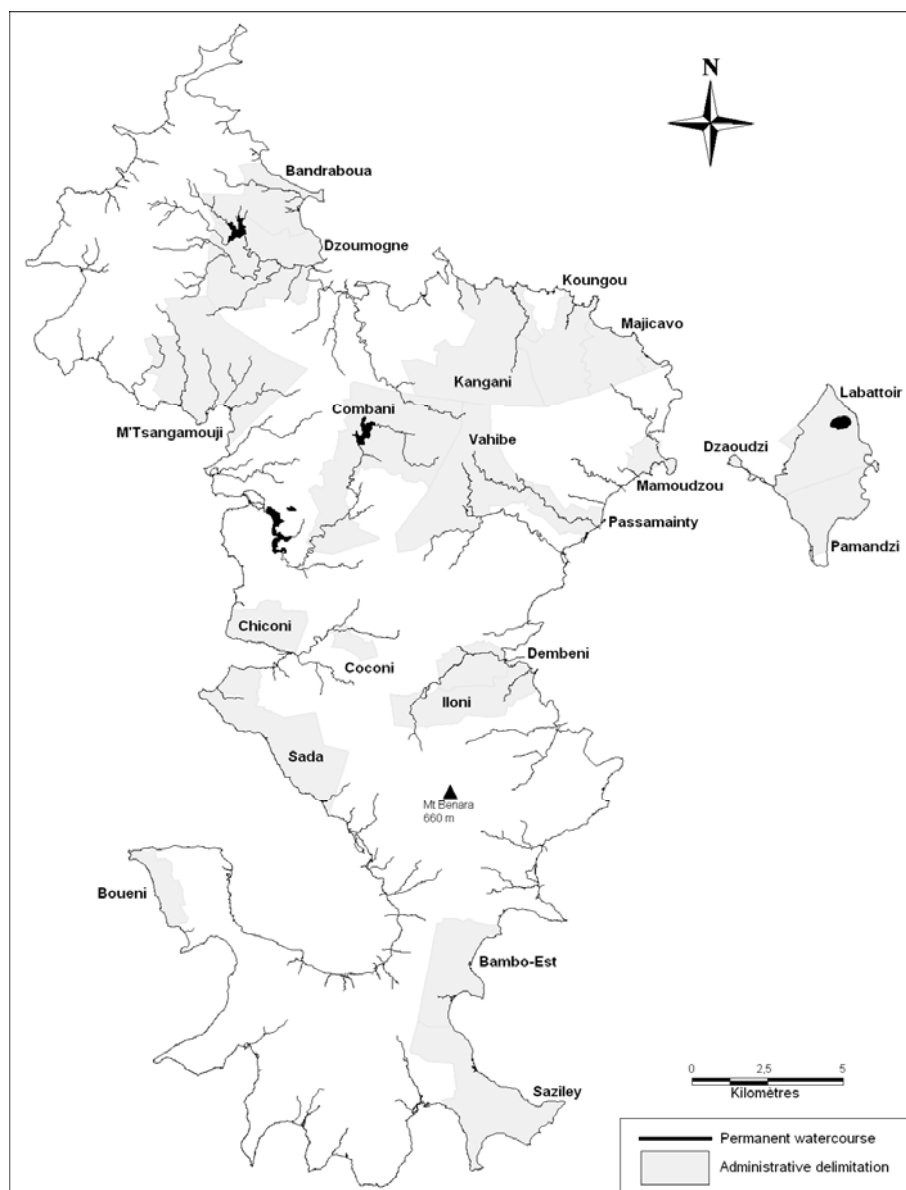 N
Bandraboua
Dzoumogne
Koungou
Majicavo
Kangani
Labattoir
Combani
M'Tsangamouji
Vahibe
Dzaoudzi
Mamoudzou
Passamainty
Pamandzi
Chiconi
Coconi
Dembeni
Iloni
Sada
Mt Benara
660 m
Boueni
Bambo-Est
Saziley
0 2,5 5
Kilomètres
Permanent watercourse
Administrative delimitation